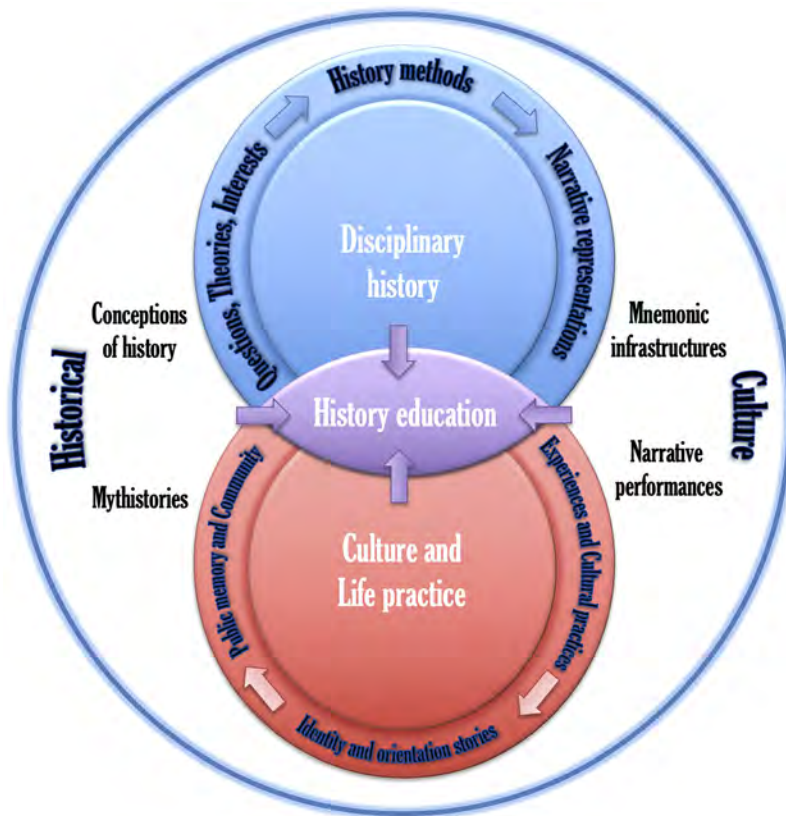 History methods
Questions, Theories, Interests
Narrative representations
Disciplinary
history
Conceptions
of history
Mnemonic
infrastructures
Historical
Culture
History education
Mythistories
Narrative
performances
Public memory and Community
Experiences and Cultural practices
Culture and
Life practice
Identity and orientation stories